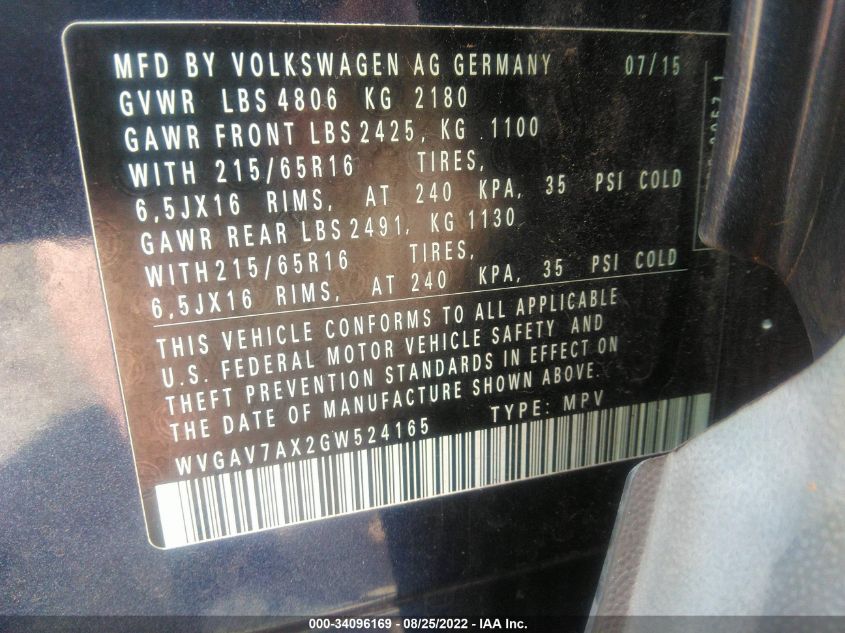 MFD BY VOLKSWAGEN AG GERMANY 07/15
GVWR LBS 4806 KG 2180
GAWR FRONT LBS 2425, KG .1100
WITH 215/65R16 TIRES,
6,5JX16 RIMS, AT 240 KPA, 35 PSI COLD
GAWR REAR LBS 2491, KG 1130
WITH 215/65R16 TIRES,
6,5JX16 RIMS, AT 240 KPA, 35 PSI COLD
THIS VEHICLE CONFORMS TO ALL APPLICABLE
U.S. FEDERAL MOTOR VEHICLE SAFETY AND
THEFT PREVENTION STANDARDS IN EFFECT ON
THE DATE OF MANUFACTURE SHOWN ABOVE.
WVGAV7AX2GW524165 TYPE: MPV
000-34096169 - 08/25/2022 - IAA Inc.